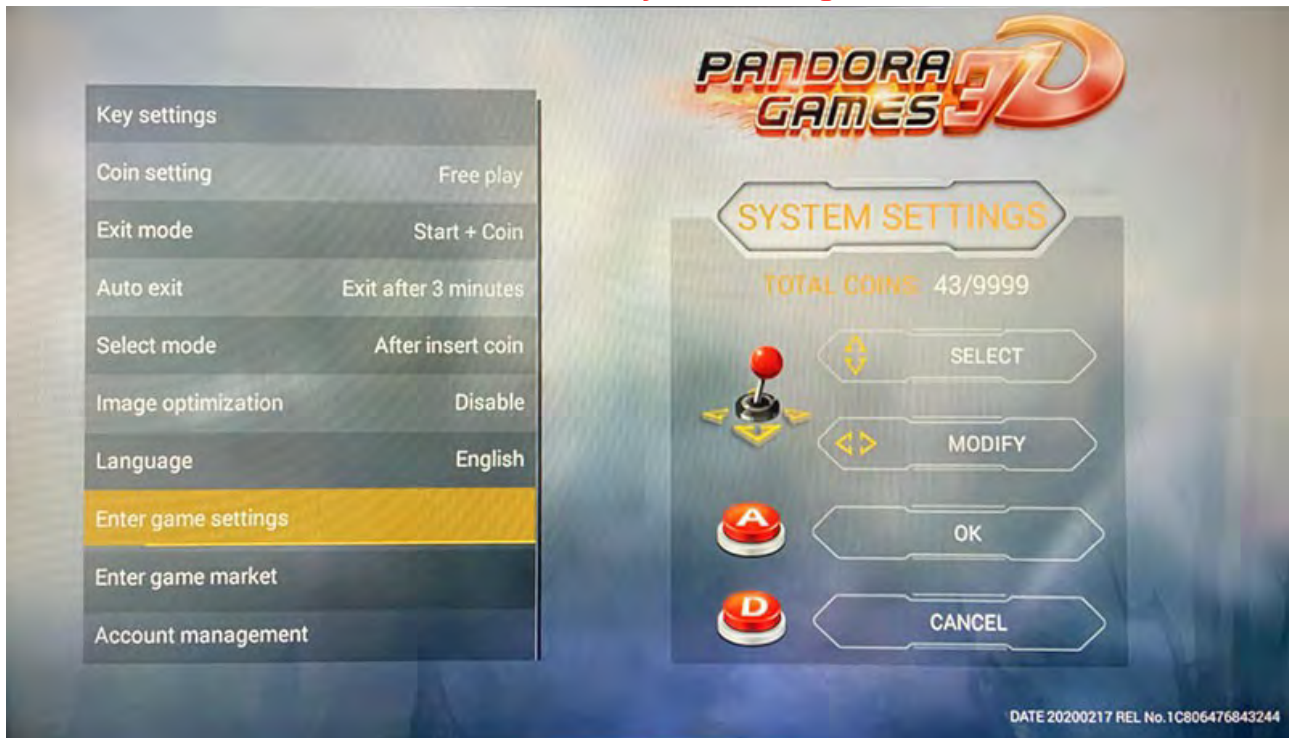 Key settings
Coin setting Free play
Exit mode Start + Coin
Auto exit Exit after 3 minutes
Select mode After insert coin
Image optimization Disable
Language English
Enter game settings
Enter game market
Account management
PANDORA
GAMES 3D
SYSTEM SETTINGS
TOTAL COINS: 43/9999
SELECT
MODIFY
A OK
D CANCEL
DATE 20200217 REL No.1C806476843244